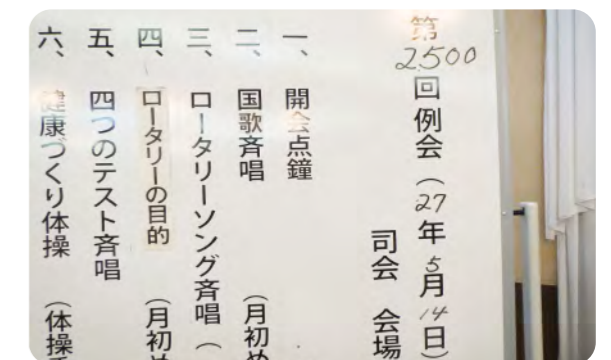 第2500回例会（27年5月14日）
司会　会場
一、開会点鐘
二、国歌斉唱　（月初め
三、ロータリーソング斉唱（
四、ロータリーの目的　（月初め
五、四つのテスト斉唱
六、健康づくり体操　（体操